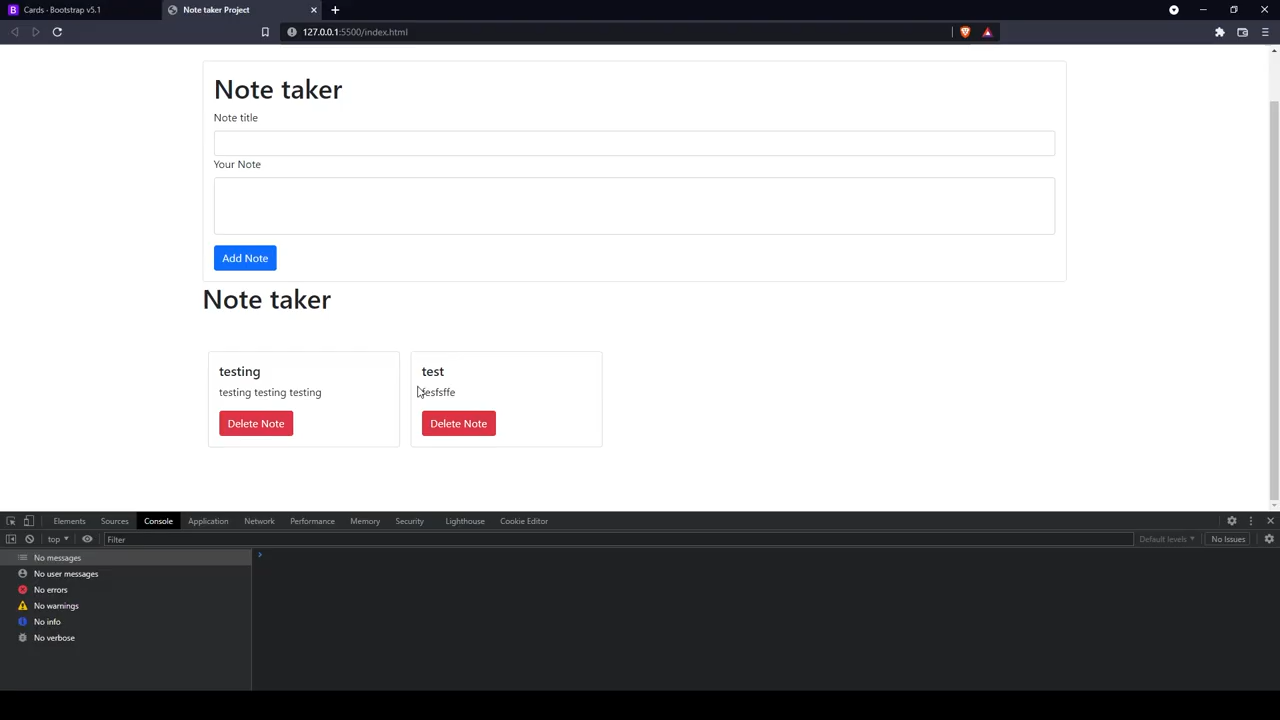 Cards · Bootstrap v5.1
Note taker Project
127.0.0.1:5500/index.html
Note taker
Note title
Your Note
Add Note
Note taker
testing
testing testing testing
Delete Note
test
esfsffe
Delete Note
Elements Sources Console Application Network Performance Memory Security Lighthouse Cookie Editor
top Filter Default levels No Issues
No messages
No user messages
No errors
No warnings
No info
No verbose